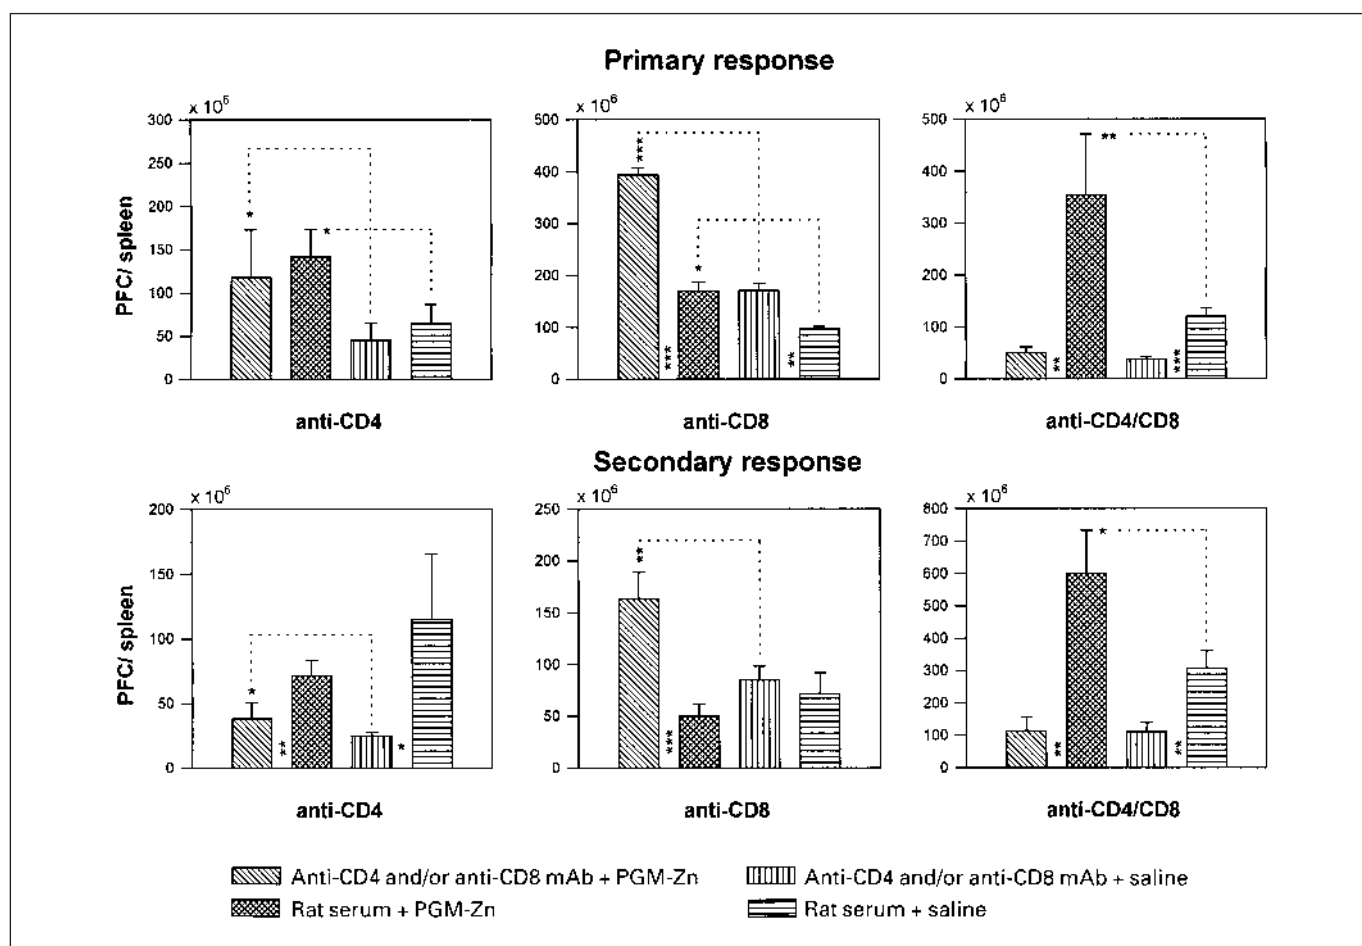 Primary response
x 10⁶
x 10⁶
x 10⁶
PFC/ spleen
300
250
200
150
100
50
0
*
*
anti-CD4
500
400
300
200
100
0
***
***
*
**
anti-CD8
500
400
300
200
100
0
**
**
***
anti-CD4/CD8
Secondary response
x 10⁶
x 10⁶
x 10⁶
PFC/ spleen
200
150
100
50
0
*
**
*
anti-CD4
250
200
150
100
50
0
**
***
anti-CD8
800
700
600
500
400
300
200
100
0
**
*
**
anti-CD4/CD8
Anti-CD4 and/or anti-CD8 mAb + PGM-Zn
Anti-CD4 and/or anti-CD8 mAb + saline
Rat serum + PGM-Zn
Rat serum + saline